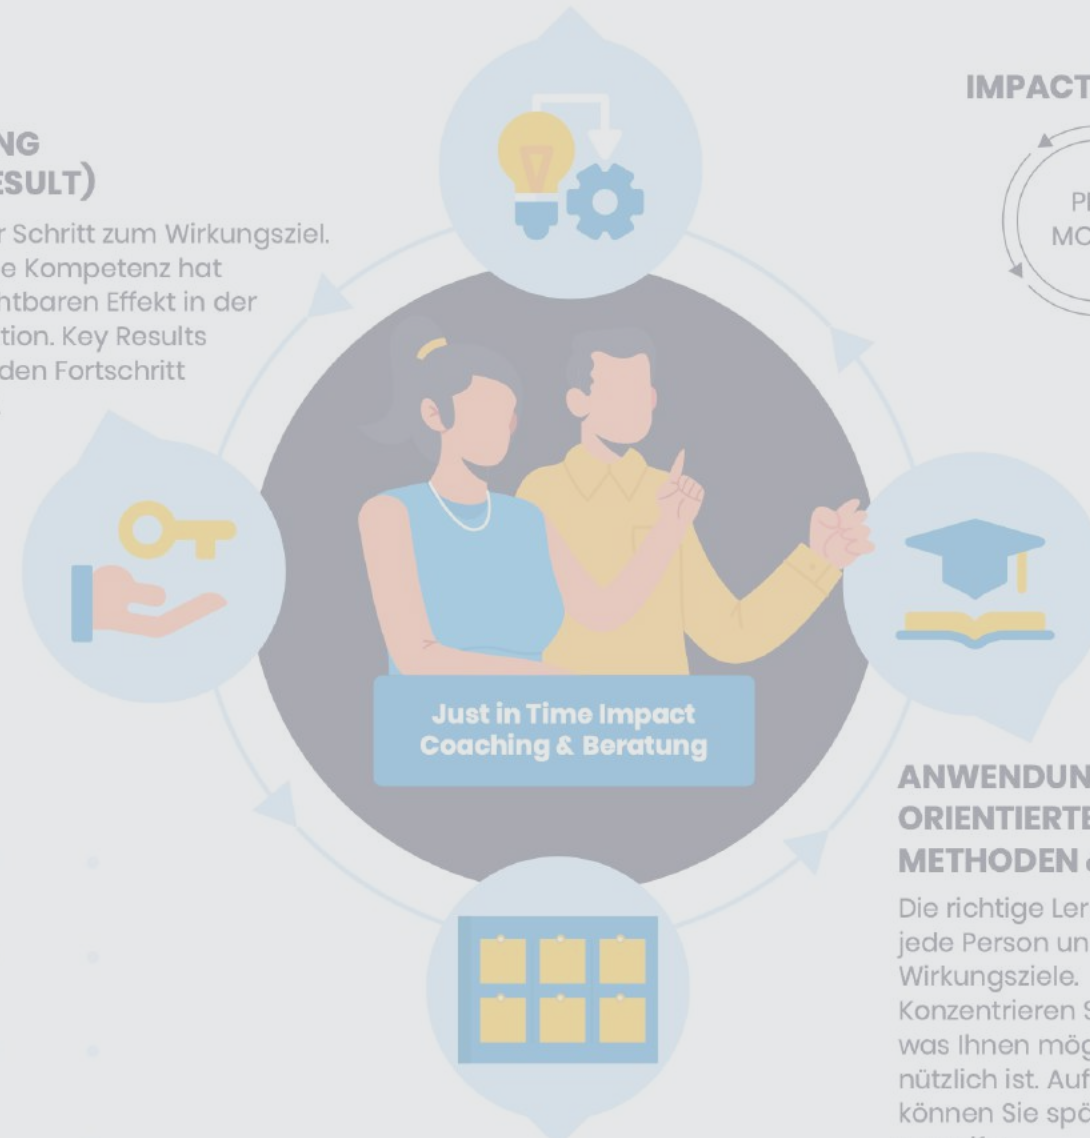 IMPACT
NG
ESULT)
r Schritt zum Wirkungsziel.
e Kompetenz hat
htbaren Effekt in der
tion. Key Results
den Fortschritt
MO
Just in Time Impact
Coaching & Beratung
ANWENDUN
ORIENTIERTE
METHODEN
Die richtige Ler
jede Person un
Wirkungsziele.
Konzentrieren S
was Ihnen mög
nützlich ist. Auf
können Sie spä